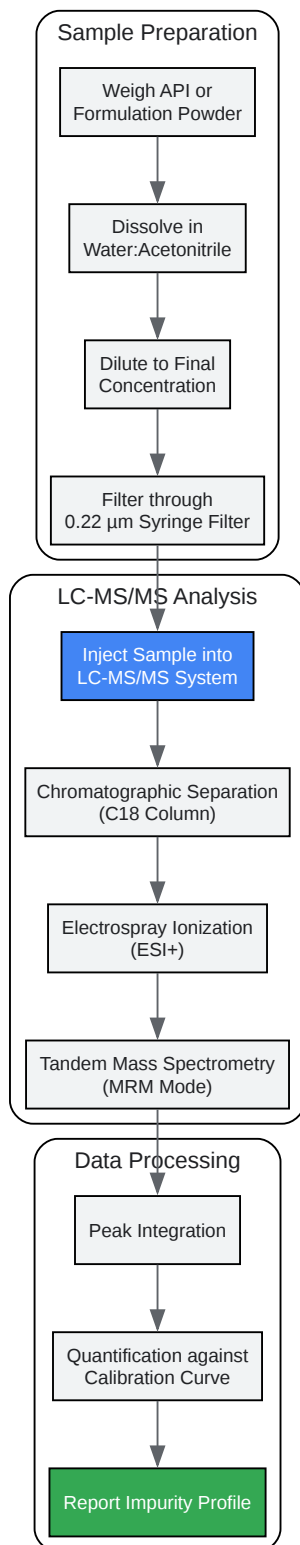 Sample Preparation
Weigh API or
Formulation Powder
Dissolve in
Water:Acetonitrile
Dilute to Final
Concentration
Filter through
0.22 µm Syringe Filter
LC-MS/MS Analysis
Inject Sample into
LC-MS/MS System
Chromatographic Separation
(C18 Column)
Electrospray Ionization
(ESI+)
Tandem Mass Spectrometry
(MRM Mode)
Data Processing
Peak Integration
Quantification against
Calibration Curve
Report Impurity Profile